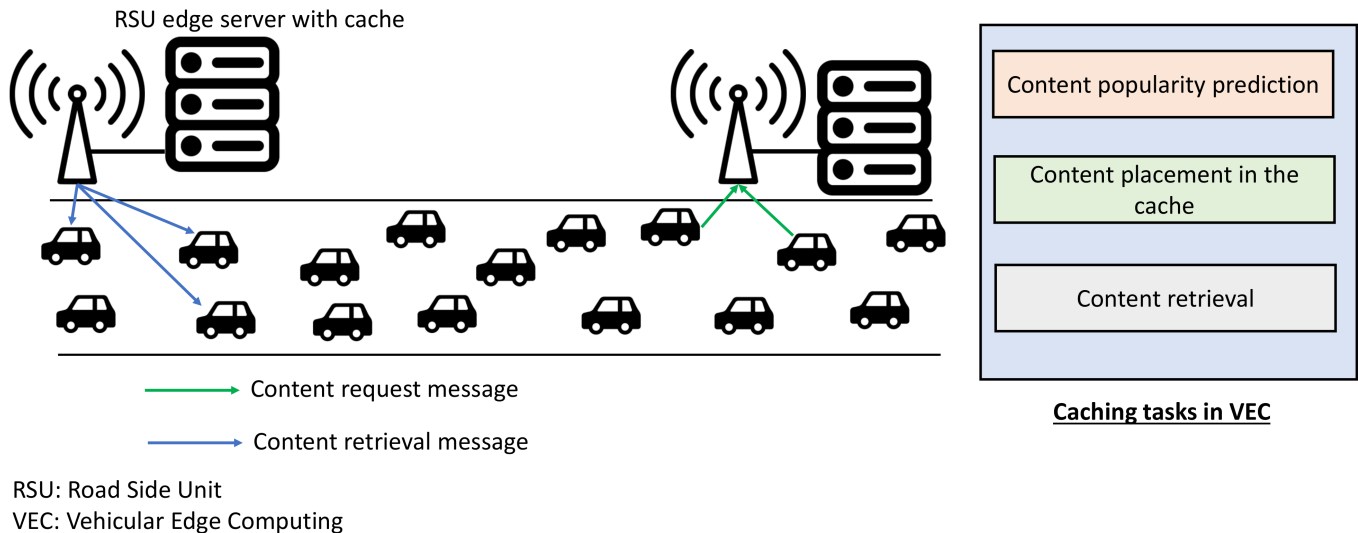 RSU edge server with cache
Content popularity prediction
Content placement in the
cache
Content retrieval
Caching tasks in VEC
Content request message
Content retrieval message
RSU: Road Side Unit
VEC: Vehicular Edge Computing